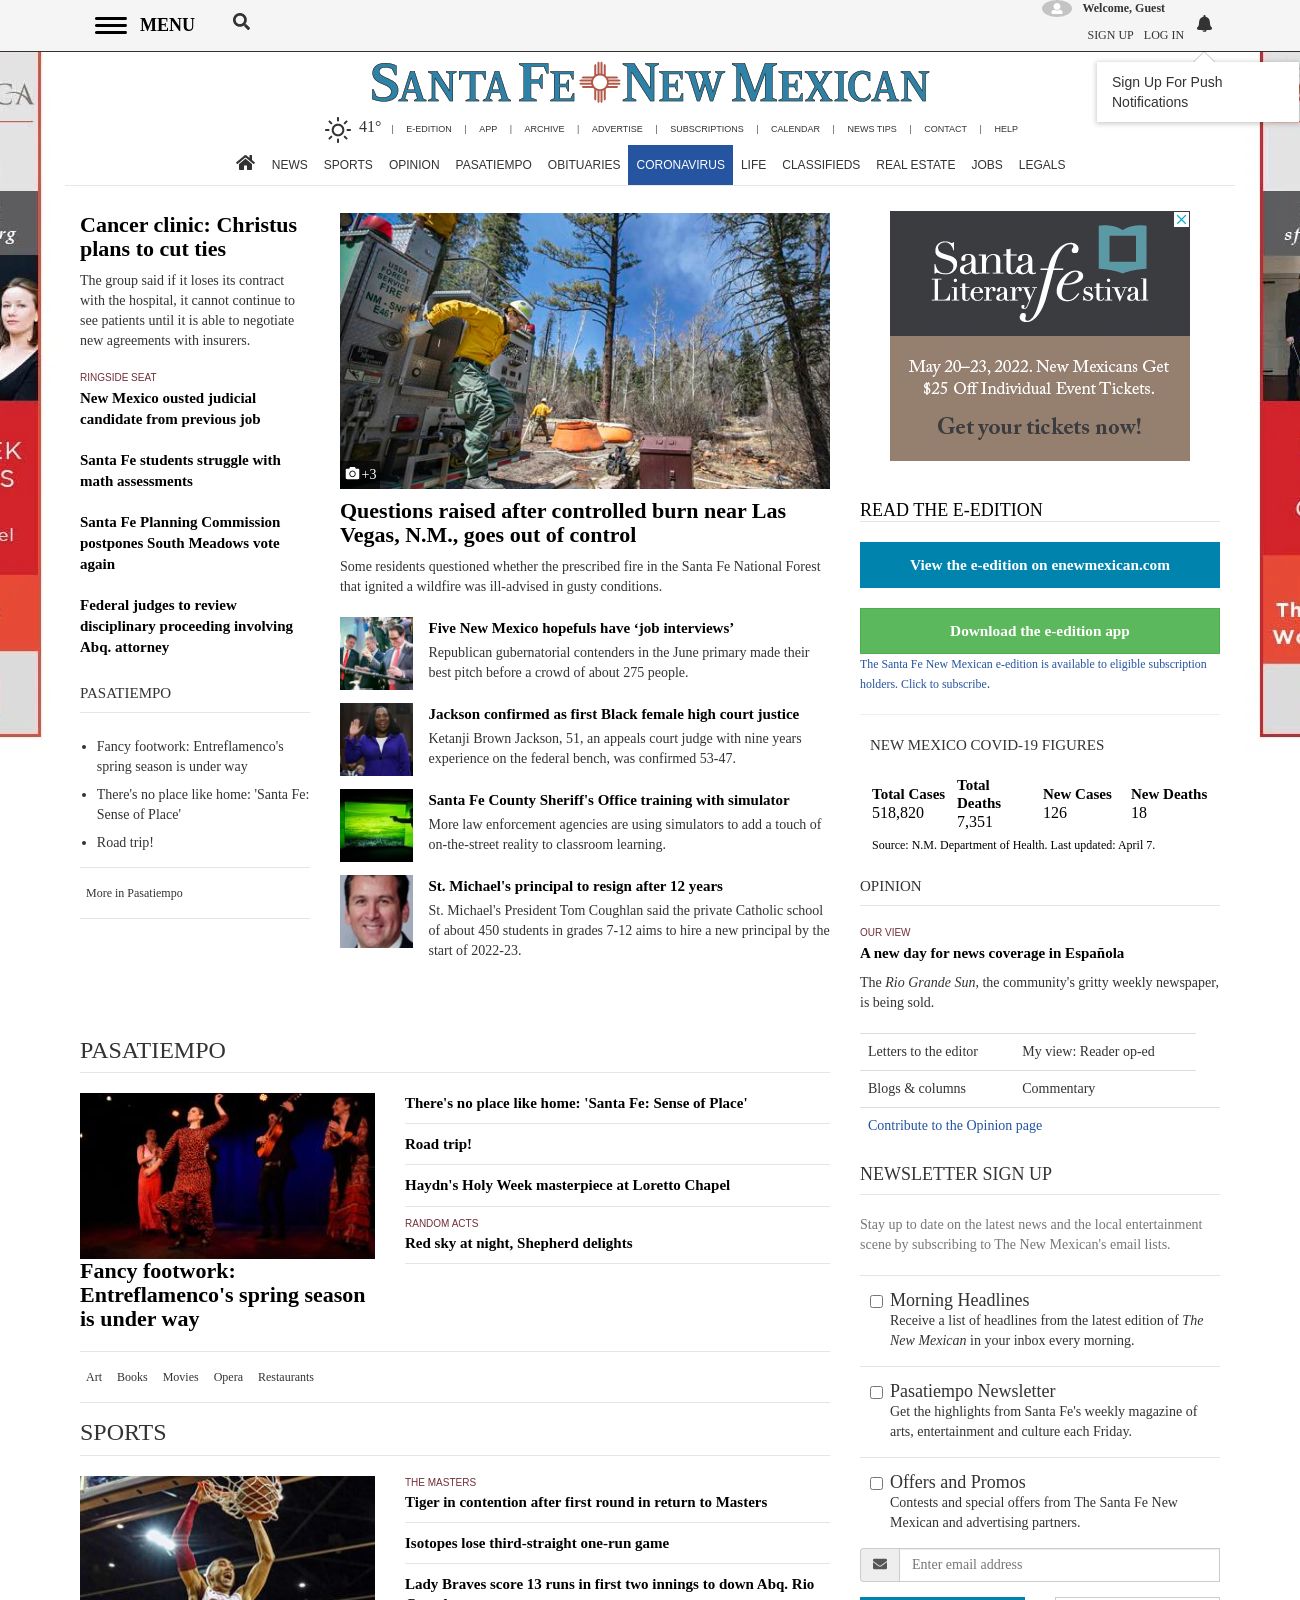 MENU
Welcome, Guest
SIGN UP LOG IN
Sign Up For Push
Notifications
SANTA FE NEW MEXICAN
41° | E-EDITION | APP | ARCHIVE | ADVERTISE | SUBSCRIPTIONS | CALENDAR | NEWS TIPS | CONTACT | HELP
NEWS SPORTS OPINION PASATIEMPO OBITUARIES CORONAVIRUS LIFE CLASSIFIEDS REAL ESTATE JOBS LEGALS
Cancer clinic: Christus
plans to cut ties
The group said if it loses its contract
with the hospital, it cannot continue to
see patients until it is able to negotiate
new agreements with insurers.
RINGSIDE SEAT
New Mexico ousted judicial
candidate from previous job
Santa Fe students struggle with
math assessments
Santa Fe Planning Commission
postpones South Meadows vote
again
Federal judges to review
disciplinary proceeding involving
Abq. attorney
PASATIEMPO
• Fancy footwork: Entreflamenco's
spring season is under way
• There's no place like home: 'Santa Fe:
Sense of Place'
• Road trip!
More in Pasatiempo
USDA
FOREST
SERVICE
FIRE
NM - SNF
E461
+3
Questions raised after controlled burn near Las
Vegas, N.M., goes out of control
Some residents questioned whether the prescribed fire in the Santa Fe National Forest
that ignited a wildfire was ill-advised in gusty conditions.
Five New Mexico hopefuls have ‘job interviews’
Republican gubernatorial contenders in the June primary made their
best pitch before a crowd of about 275 people.
Jackson confirmed as first Black female high court justice
Ketanji Brown Jackson, 51, an appeals court judge with nine years
experience on the federal bench, was confirmed 53-47.
Santa Fe County Sheriff's Office training with simulator
More law enforcement agencies are using simulators to add a touch of
on-the-street reality to classroom learning.
St. Michael's principal to resign after 12 years
St. Michael's President Tom Coughlan said the private Catholic school
of about 450 students in grades 7-12 aims to hire a new principal by the
start of 2022-23.
Santa fe
Literary festival
May 20–23, 2022. New Mexicans Get
$25 Off Individual Event Tickets.
Get your tickets now!
READ THE E-EDITION
View the e-edition on enewmexican.com
Download the e-edition app
The Santa Fe New Mexican e-edition is available to eligible subscription
holders. Click to subscribe.
NEW MEXICO COVID-19 FIGURES
Total Cases Total Deaths New Cases New Deaths
518,820 7,351 126 18
Source: N.M. Department of Health. Last updated: April 7.
OPINION
OUR VIEW
A new day for news coverage in Española
The Rio Grande Sun, the community's gritty weekly newspaper,
is being sold.
Letters to the editor My view: Reader op-ed
Blogs & columns Commentary
Contribute to the Opinion page
NEWSLETTER SIGN UP
Stay up to date on the latest news and the local entertainment
scene by subscribing to The New Mexican's email lists.
Morning Headlines
Receive a list of headlines from the latest edition of The
New Mexican in your inbox every morning.
Pasatiempo Newsletter
Get the highlights from Santa Fe's weekly magazine of
arts, entertainment and culture each Friday.
Offers and Promos
Contests and special offers from The Santa Fe New
Mexican and advertising partners.
Enter email address
PASATIEMPO
Fancy footwork:
Entreflamenco's spring season
is under way
There's no place like home: 'Santa Fe: Sense of Place'
Road trip!
Haydn's Holy Week masterpiece at Loretto Chapel
RANDOM ACTS
Red sky at night, Shepherd delights
Art Books Movies Opera Restaurants
SPORTS
THE MASTERS
Tiger in contention after first round in return to Masters
Isotopes lose third-straight one-run game
Lady Braves score 13 runs in first two innings to down Abq. Rio